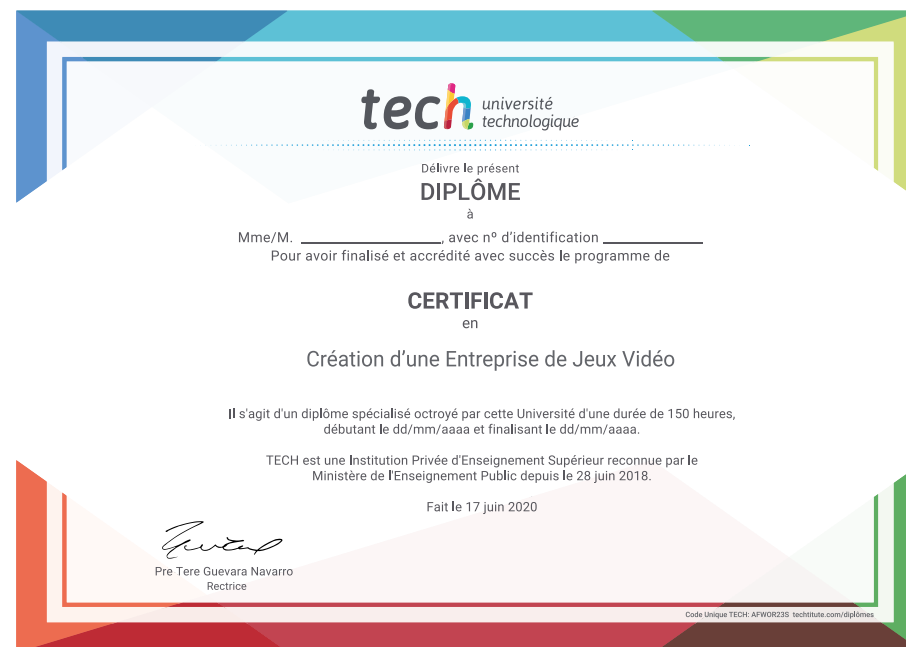 tech université
technologique
Délivre le présent
DIPLÔME
à
Mme/M. ____________________, avec nº d'identification ______________
Pour avoir finalisé et accrédité avec succès le programme de
CERTIFICAT
en
Création d'une Entreprise de Jeux Vidéo
Il s'agit d'un diplôme spécialisé octroyé par cette Université d'une durée de 150 heures,
débutant le dd/mm/aaaa et finalisant le dd/mm/aaaa.
TECH est une Institution Privée d'Enseignement Supérieur reconnue par le
Ministère de l'Enseignement Public depuis le 28 juin 2018.
Fait le 17 juin 2020
Pre Tere Guevara Navarro
Rectrice
Code Unique TECH: AFWOR23S techtitute.com/diplômes